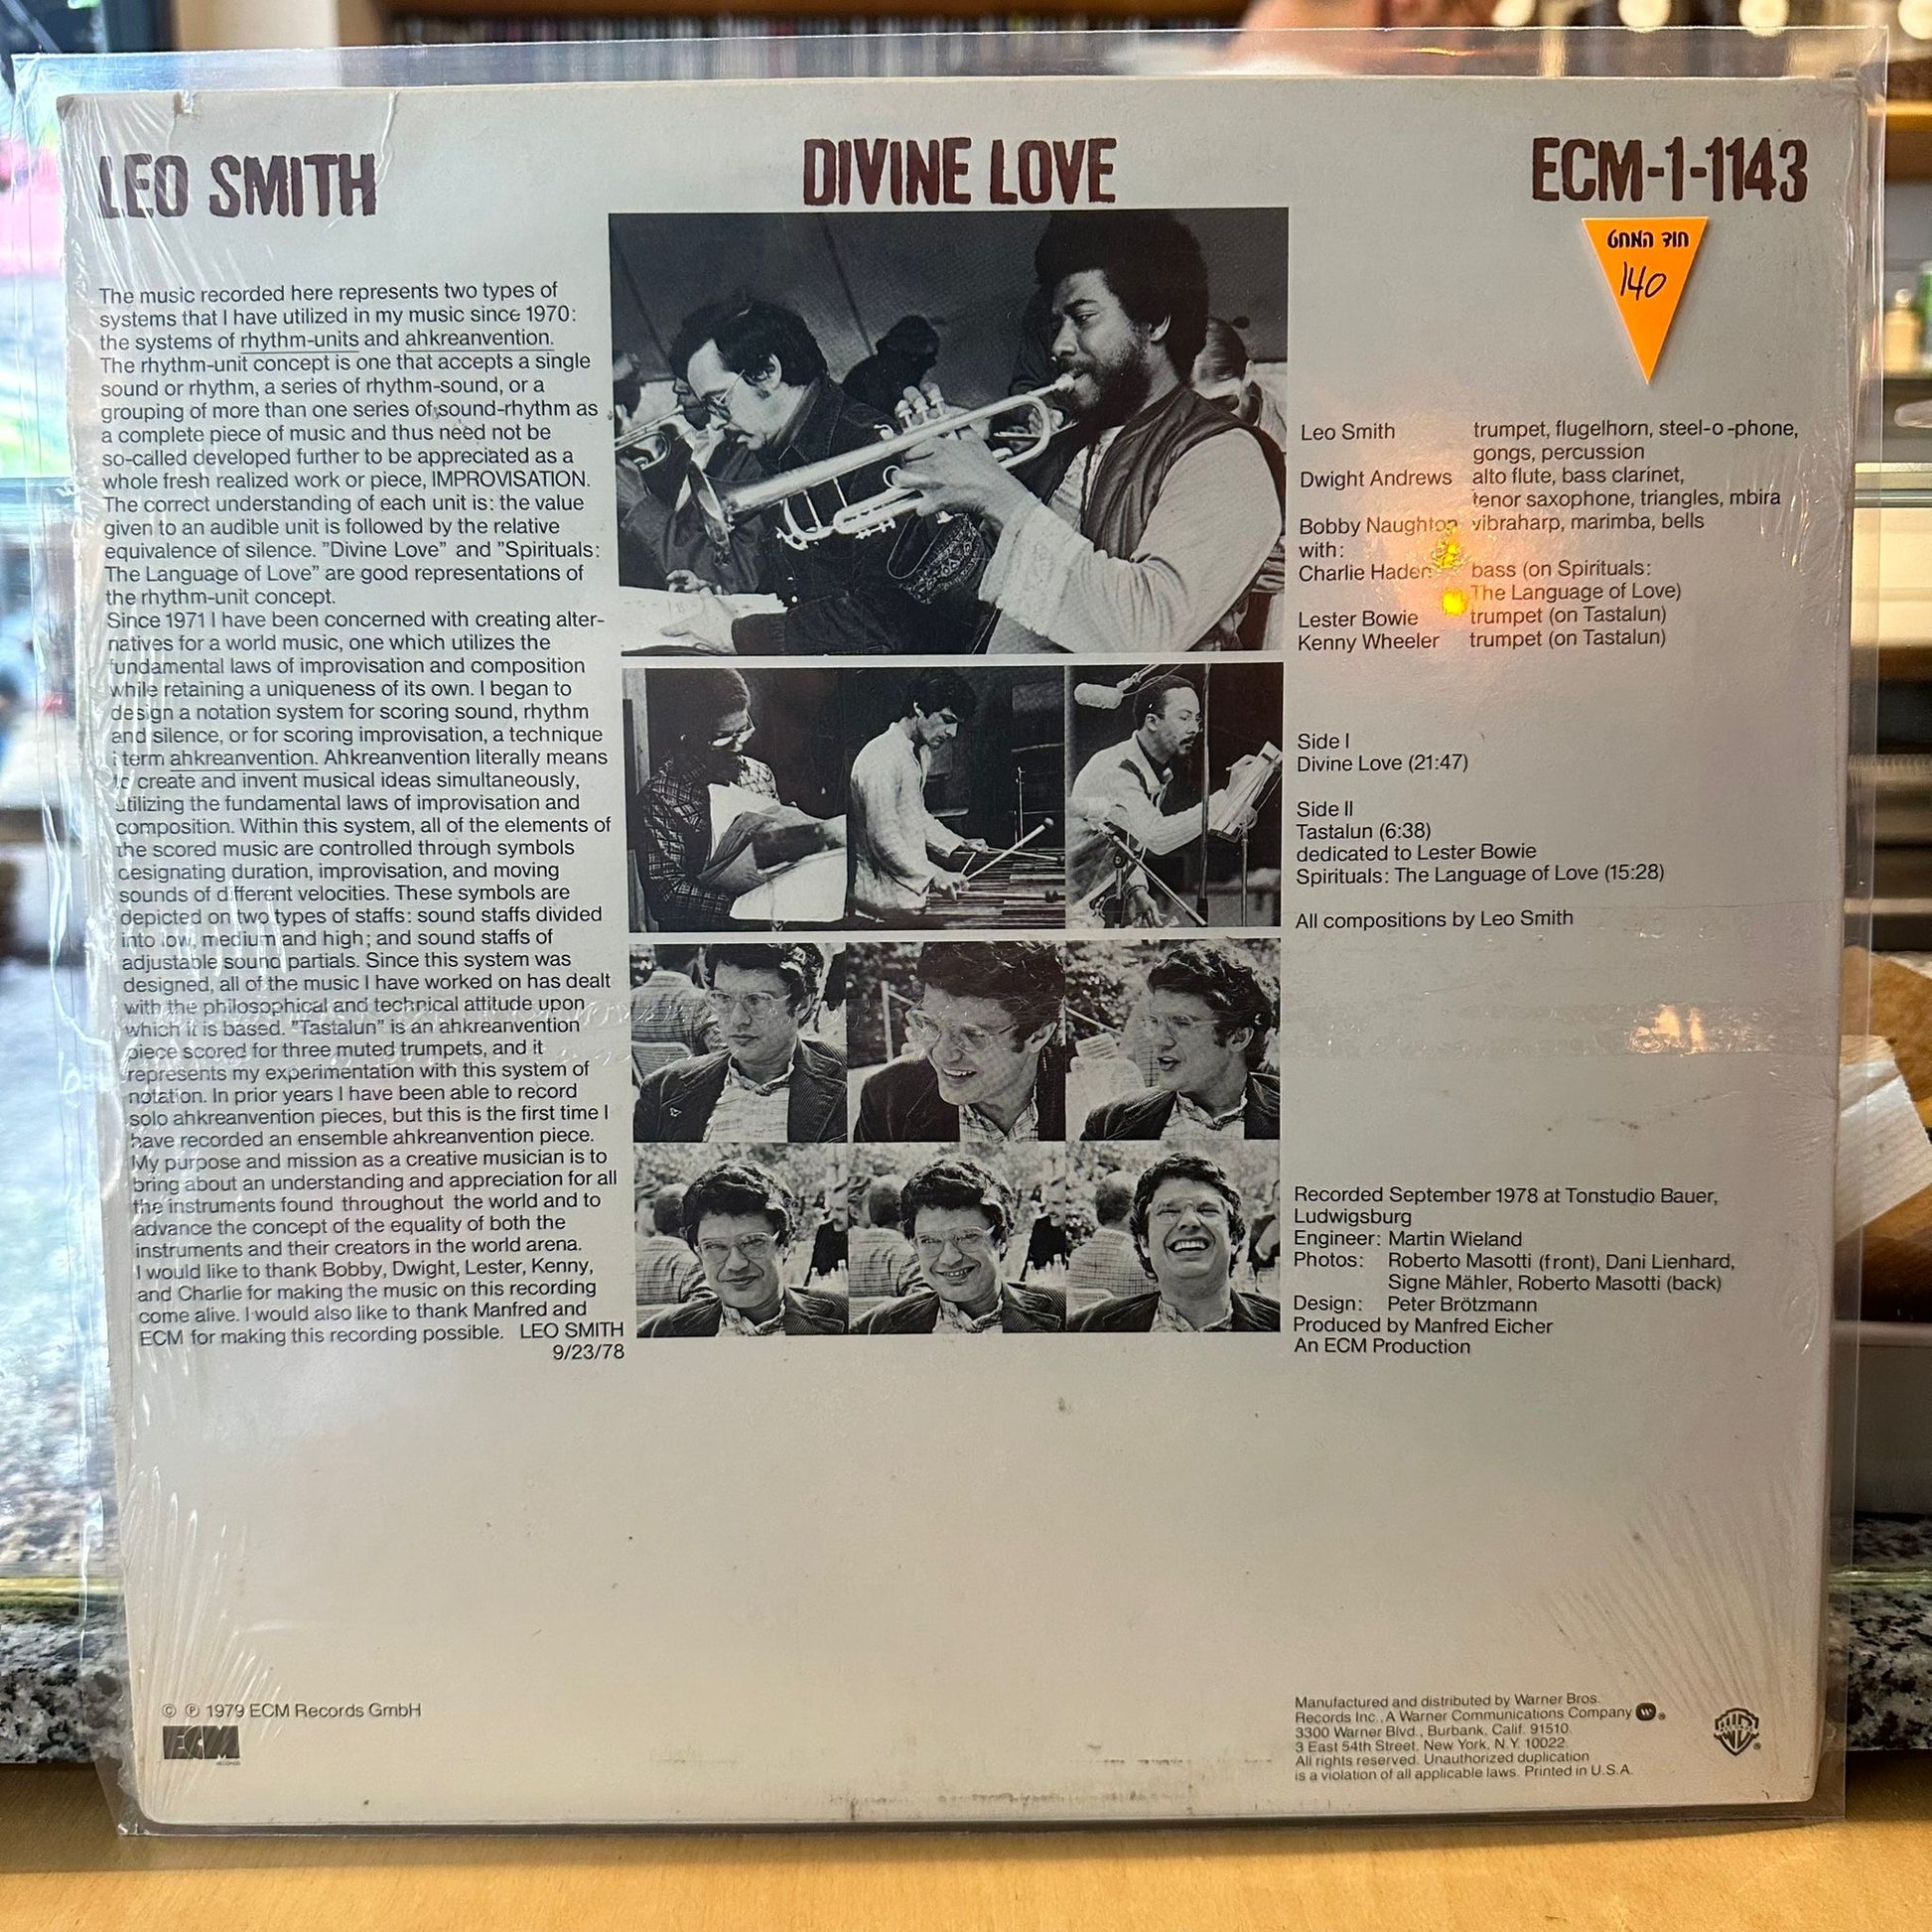 LEO SMITH
DIVINE LOVE
ECM-1-1143
חוד המחט
140
The music recorded here represents two types of
systems that I have utilized in my music since 1970:
the systems of rhythm-units and ahkreanvention.
The rhythm-unit concept is one that accepts a single
sound or rhythm, a series of rhythm-sound, or a
grouping of more than one series of sound-rhythm as
a complete piece of music and thus need not be
so-called developed further to be appreciated as a
whole fresh realized work or piece, IMPROVISATION.
The correct understanding of each unit is: the value
given to an audible unit is followed by the relative
equivalence of silence. "Divine Love" and "Spirituals:
The Language of Love" are good representations of
the rhythm-unit concept.
Since 1971 I have been concerned with creating alter-
natives for a world music, one which utilizes the
fundamental laws of improvisation and composition
while retaining a uniqueness of its own. I began to
design a notation system for scoring sound, rhythm
and silence, or for scoring improvisation, a technique
i term ahkreanvention. Ahkreanvention literally means
to create and invent musical ideas simultaneously,
utilizing the fundamental laws of improvisation and
composition. Within this system, all of the elements of
the scored music are controlled through symbols
designating duration, improvisation, and moving
sounds of different velocities. These symbols are
depicted on two types of staffs: sound staffs divided
into low, medium and high; and sound staffs of
adjustable sound partials. Since this system was
designed, all of the music I have worked on has dealt
with the philosophical and technical attitude upon
which it is based. "Tastalun" is an ahkreanvention
piece scored for three muted trumpets, and it
represents my experimentation with this system of
notation. In prior years I have been able to record
solo ahkreanvention pieces, but this is the first time I
have recorded an ensemble ahkreanvention piece.
My purpose and mission as a creative musician is to
bring about an understanding and appreciation for all
the instruments found throughout the world and to
advance the concept of the equality of both the
instruments and their creators in the world arena.
I would like to thank Bobby, Dwight, Lester, Kenny,
and Charlie for making the music on this recording
come alive. I would also like to thank Manfred and
ECM for making this recording possible. LEO SMITH
9/23/78
Leo Smith trumpet, flugelhorn, steel-o-phone,
gongs, percussion
Dwight Andrews alto flute, bass clarinet,
tenor saxophone, triangles, mbira
Bobby Naughton vibraharp, marimba, bells
with:
Charlie Haden bass (on Spirituals:
The Language of Love)
Lester Bowie trumpet (on Tastalun)
Kenny Wheeler trumpet (on Tastalun)
Side I
Divine Love (21:47)
Side II
Tastalun (6:38)
dedicated to Lester Bowie
Spirituals: The Language of Love (15:28)
All compositions by Leo Smith
Recorded September 1978 at Tonstudio Bauer,
Ludwigsburg
Engineer: Martin Wieland
Photos: Roberto Masotti (front), Dani Lienhard,
Signe Mähler, Roberto Masotti (back)
Design: Peter Brötzmann
Produced by Manfred Eicher
An ECM Production
© ℗ 1979 ECM Records GmbH
ECM
Manufactured and distributed by Warner Bros.
Records Inc., A Warner Communications Company
3300 Warner Blvd., Burbank, Calif. 91510.
3 East 54th Street, New York, N.Y. 10022.
All rights reserved. Unauthorized duplication
is a violation of all applicable laws. Printed in U.S.A.